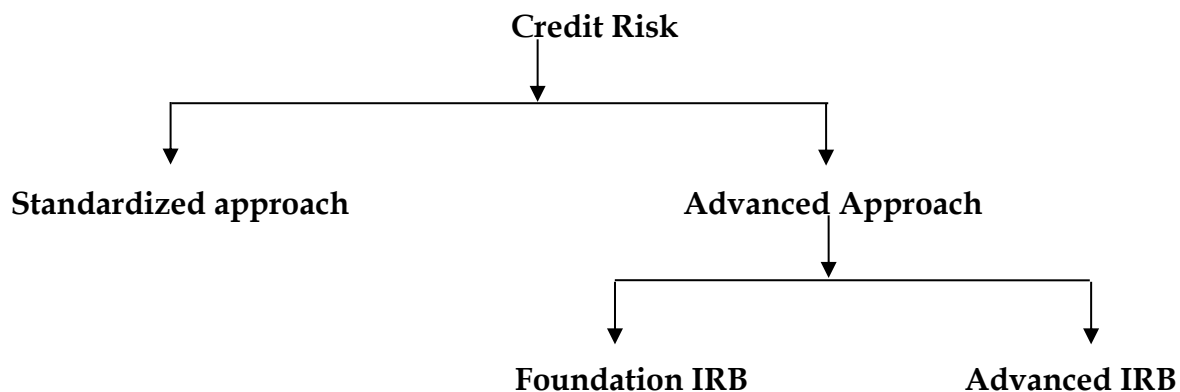 Credit Risk
Standardized approach Advanced Approach
Foundation IRB Advanced IRB